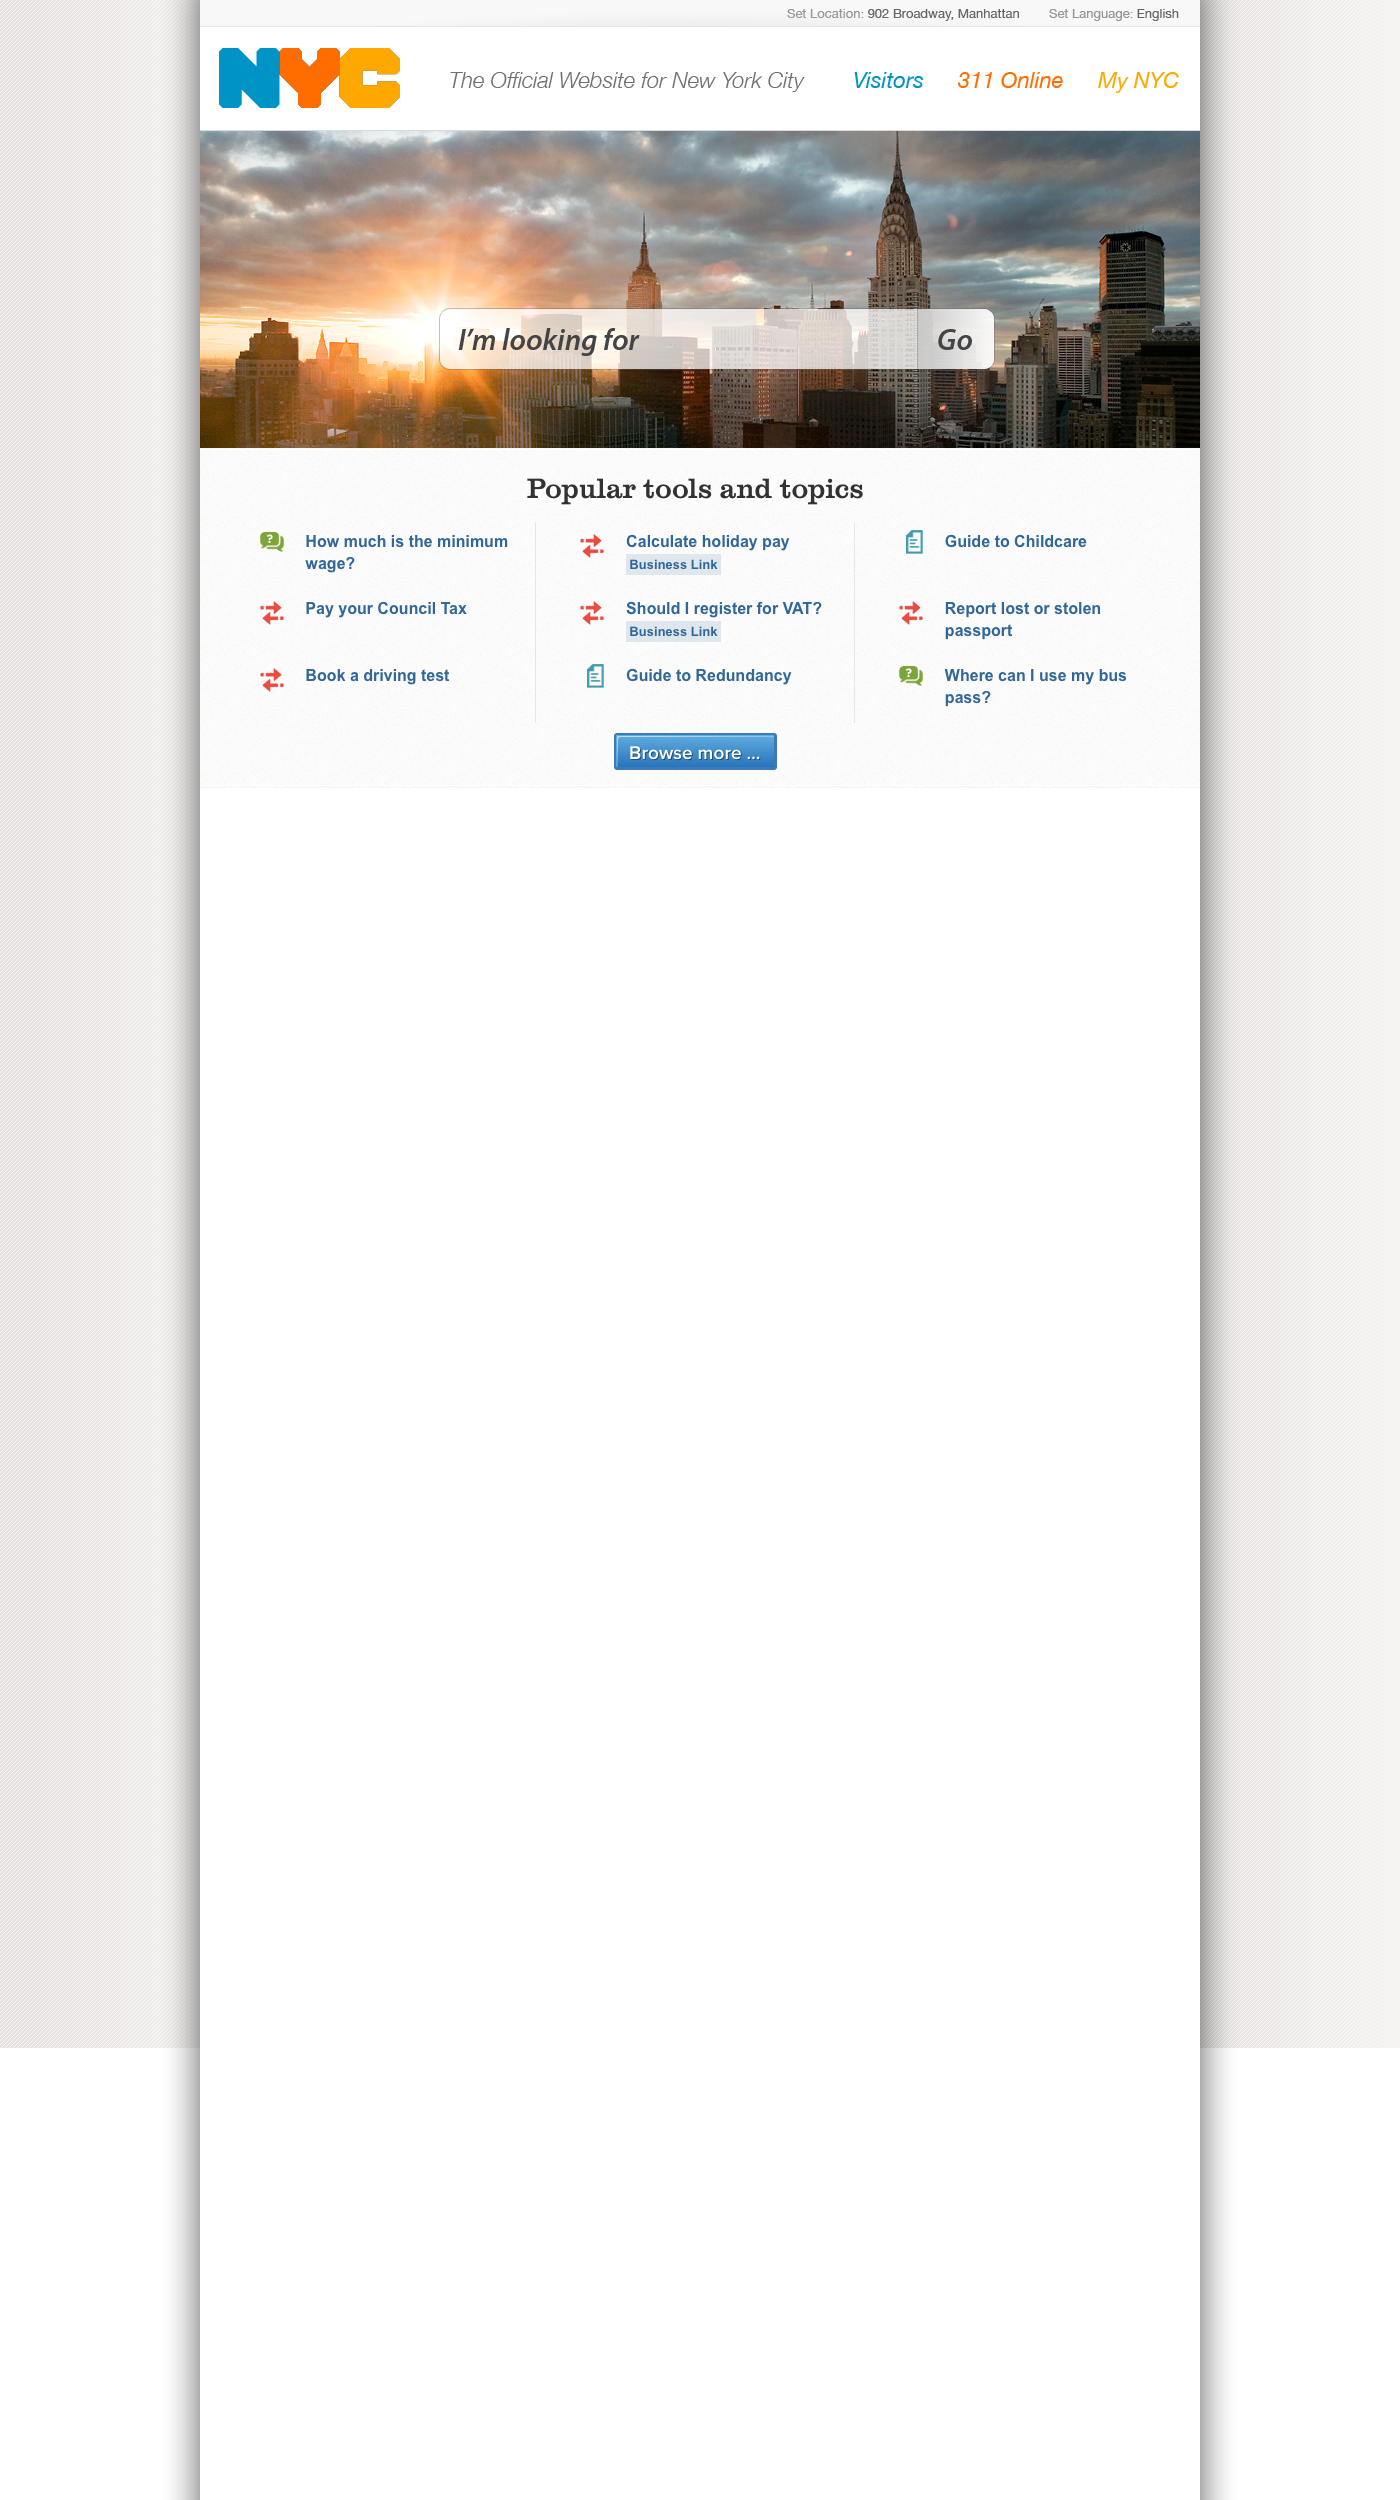 Set Location: 902 Broadway, Manhattan Set Language: English
NYC The Official Website for New York City Visitors 311 Online My NYC
I'm looking for Go
Popular tools and topics
How much is the minimum
wage?
Calculate holiday pay
Business Link
Guide to Childcare
Pay your Council Tax
Should I register for VAT?
Business Link
Report lost or stolen
passport
Book a driving test
Guide to Redundancy
Where can I use my bus
pass?
Browse more ...